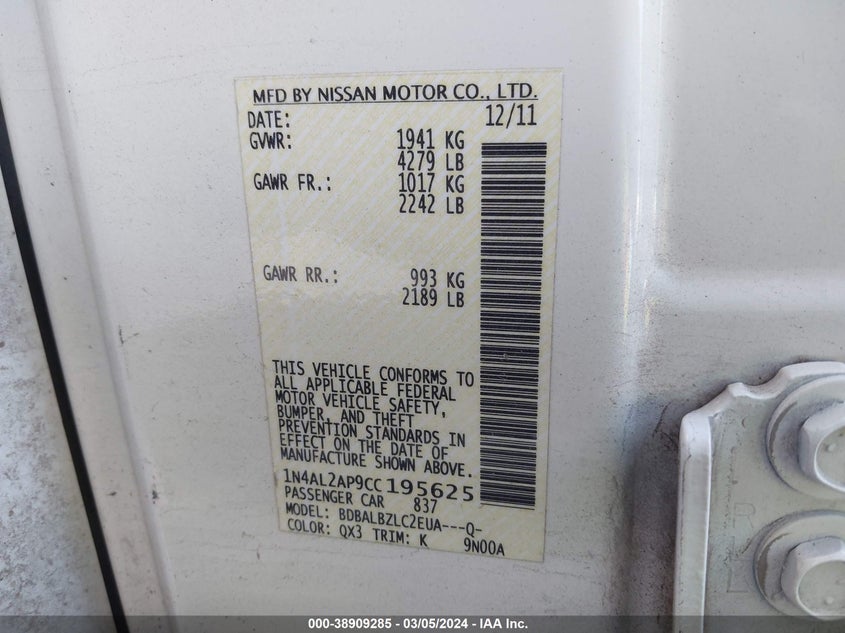 MFD BY NISSAN MOTOR CO., LTD.
DATE: 12/11
GVWR: 1941 KG
4279 LB
GAWR FR.: 1017 KG
2242 LB
GAWR RR.: 993 KG
2189 LB
THIS VEHICLE CONFORMS TO
ALL APPLICABLE FEDERAL
MOTOR VEHICLE SAFETY,
BUMPER, AND THEFT
PREVENTION STANDARDS IN
EFFECT ON THE DATE OF
MANUFACTURE SHOWN ABOVE.
1N4AL2AP9CC195625
PASSENGER CAR 837
MODEL: BDBALBZLC2EUA---Q-
COLOR: QX3 TRIM: K 9N00A
R
L
000-38909285 - 03/05/2024 - IAA Inc.